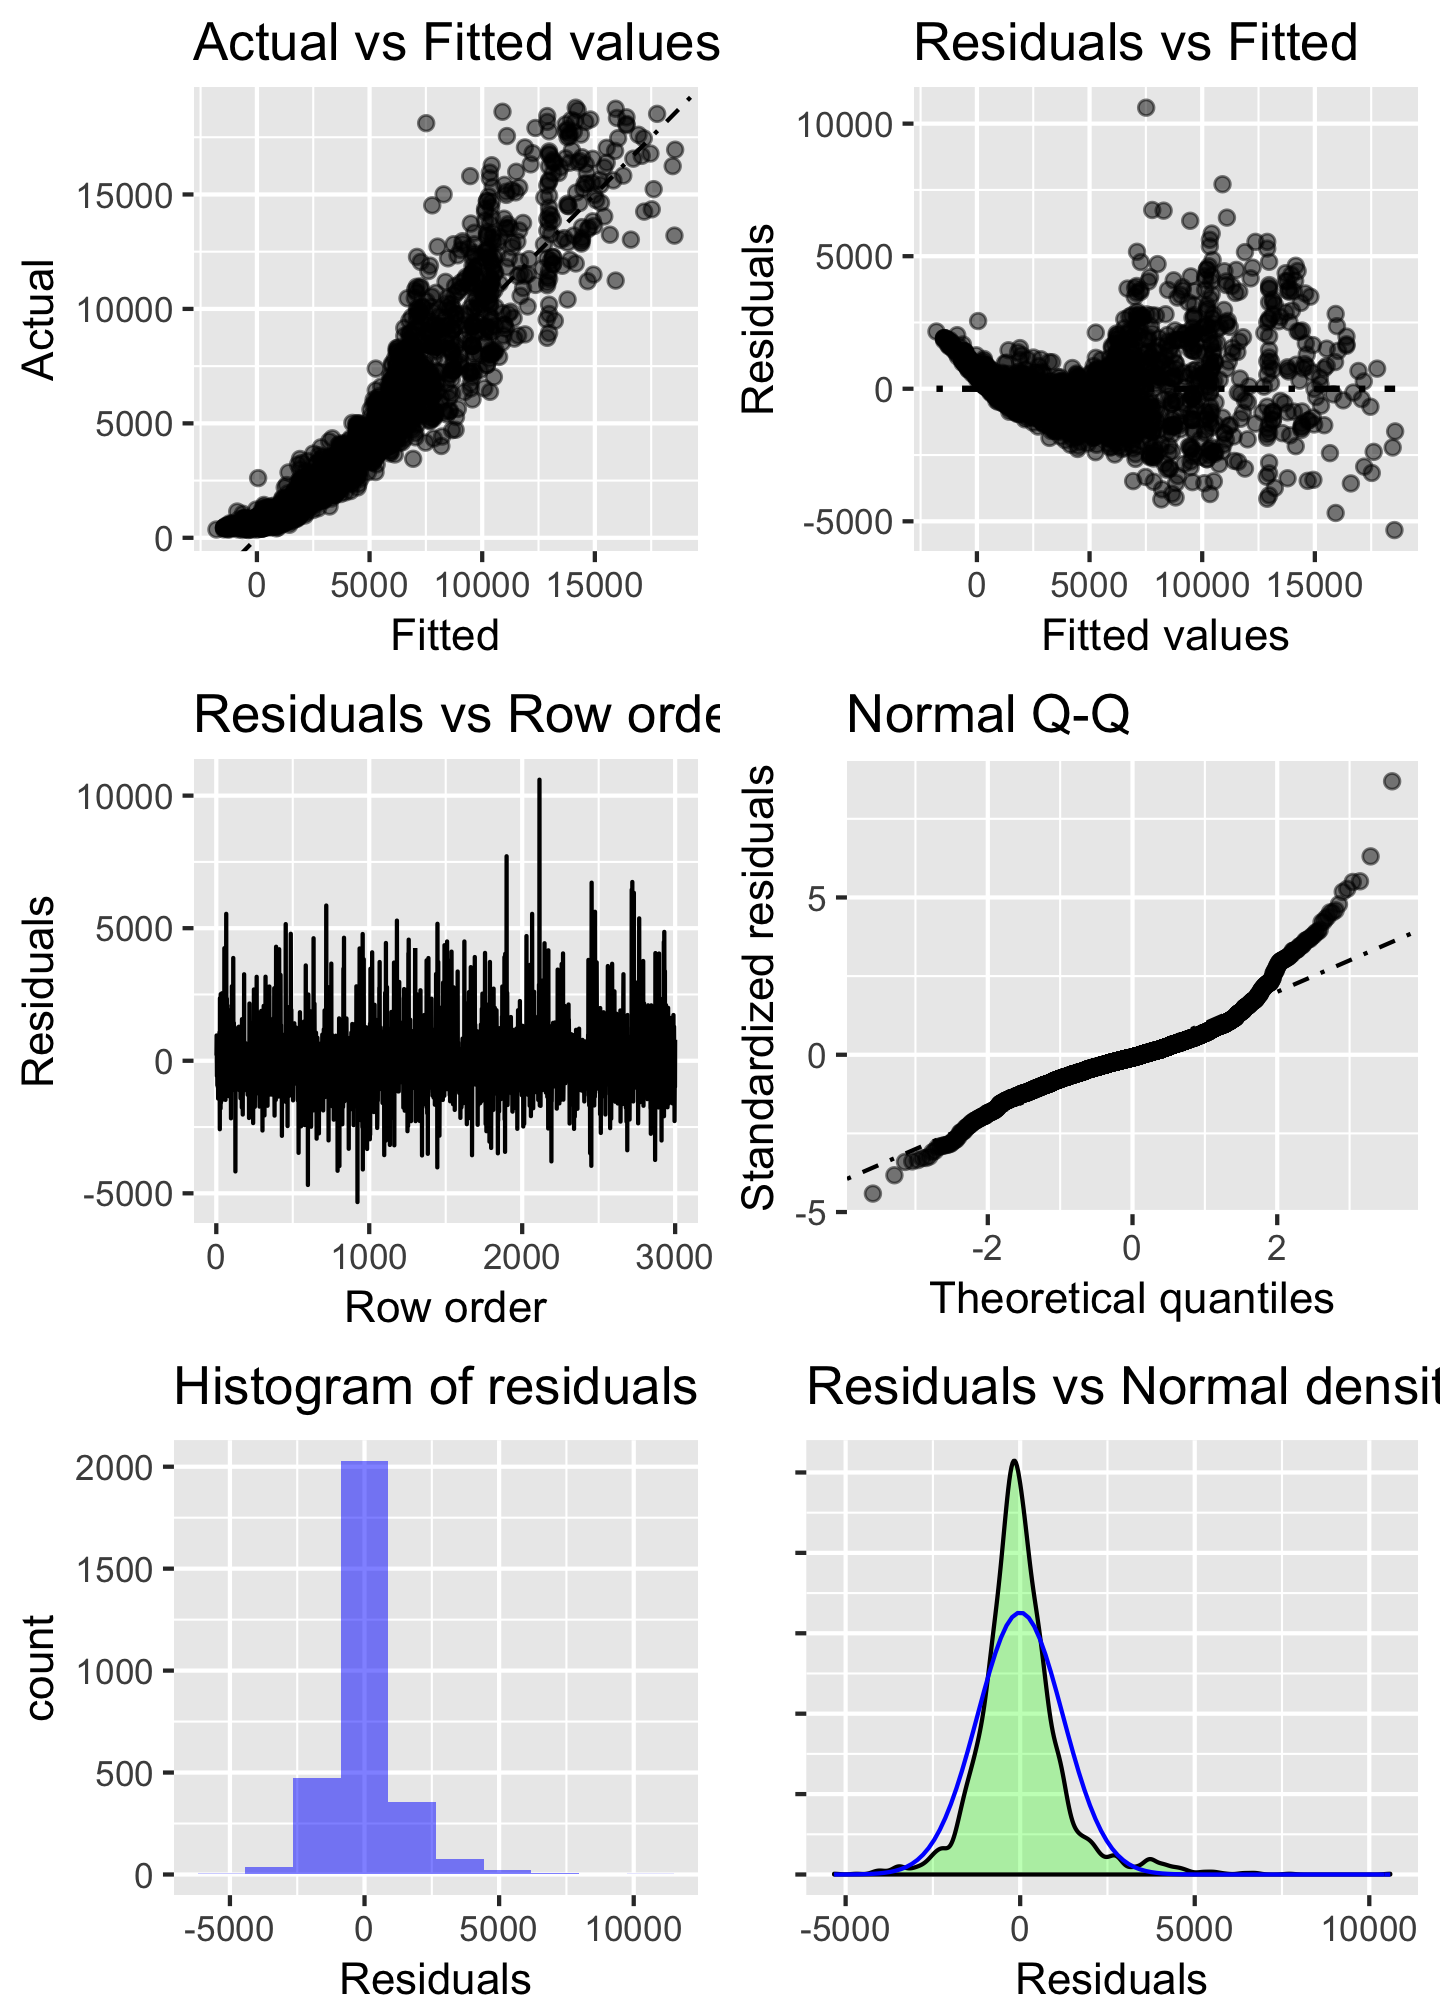 Actual vs Fitted values
Actual
15000
10000
5000
0
0 5000 10000 15000
Fitted
Residuals vs Fitted
Residuals
10000
5000
0
-5000
0 5000 10000 15000
Fitted values
Residuals vs Row orde
Residuals
10000
5000
0
-5000
0 1000 2000 3000
Row order
Normal Q-Q
Standardized residuals
5
0
-5
-2 0 2
Theoretical quantiles
Histogram of residuals
count
2000
1500
1000
500
0
-5000 0 5000 10000
Residuals
Residuals vs Normal densit
-5000 0 5000 10000
Residuals